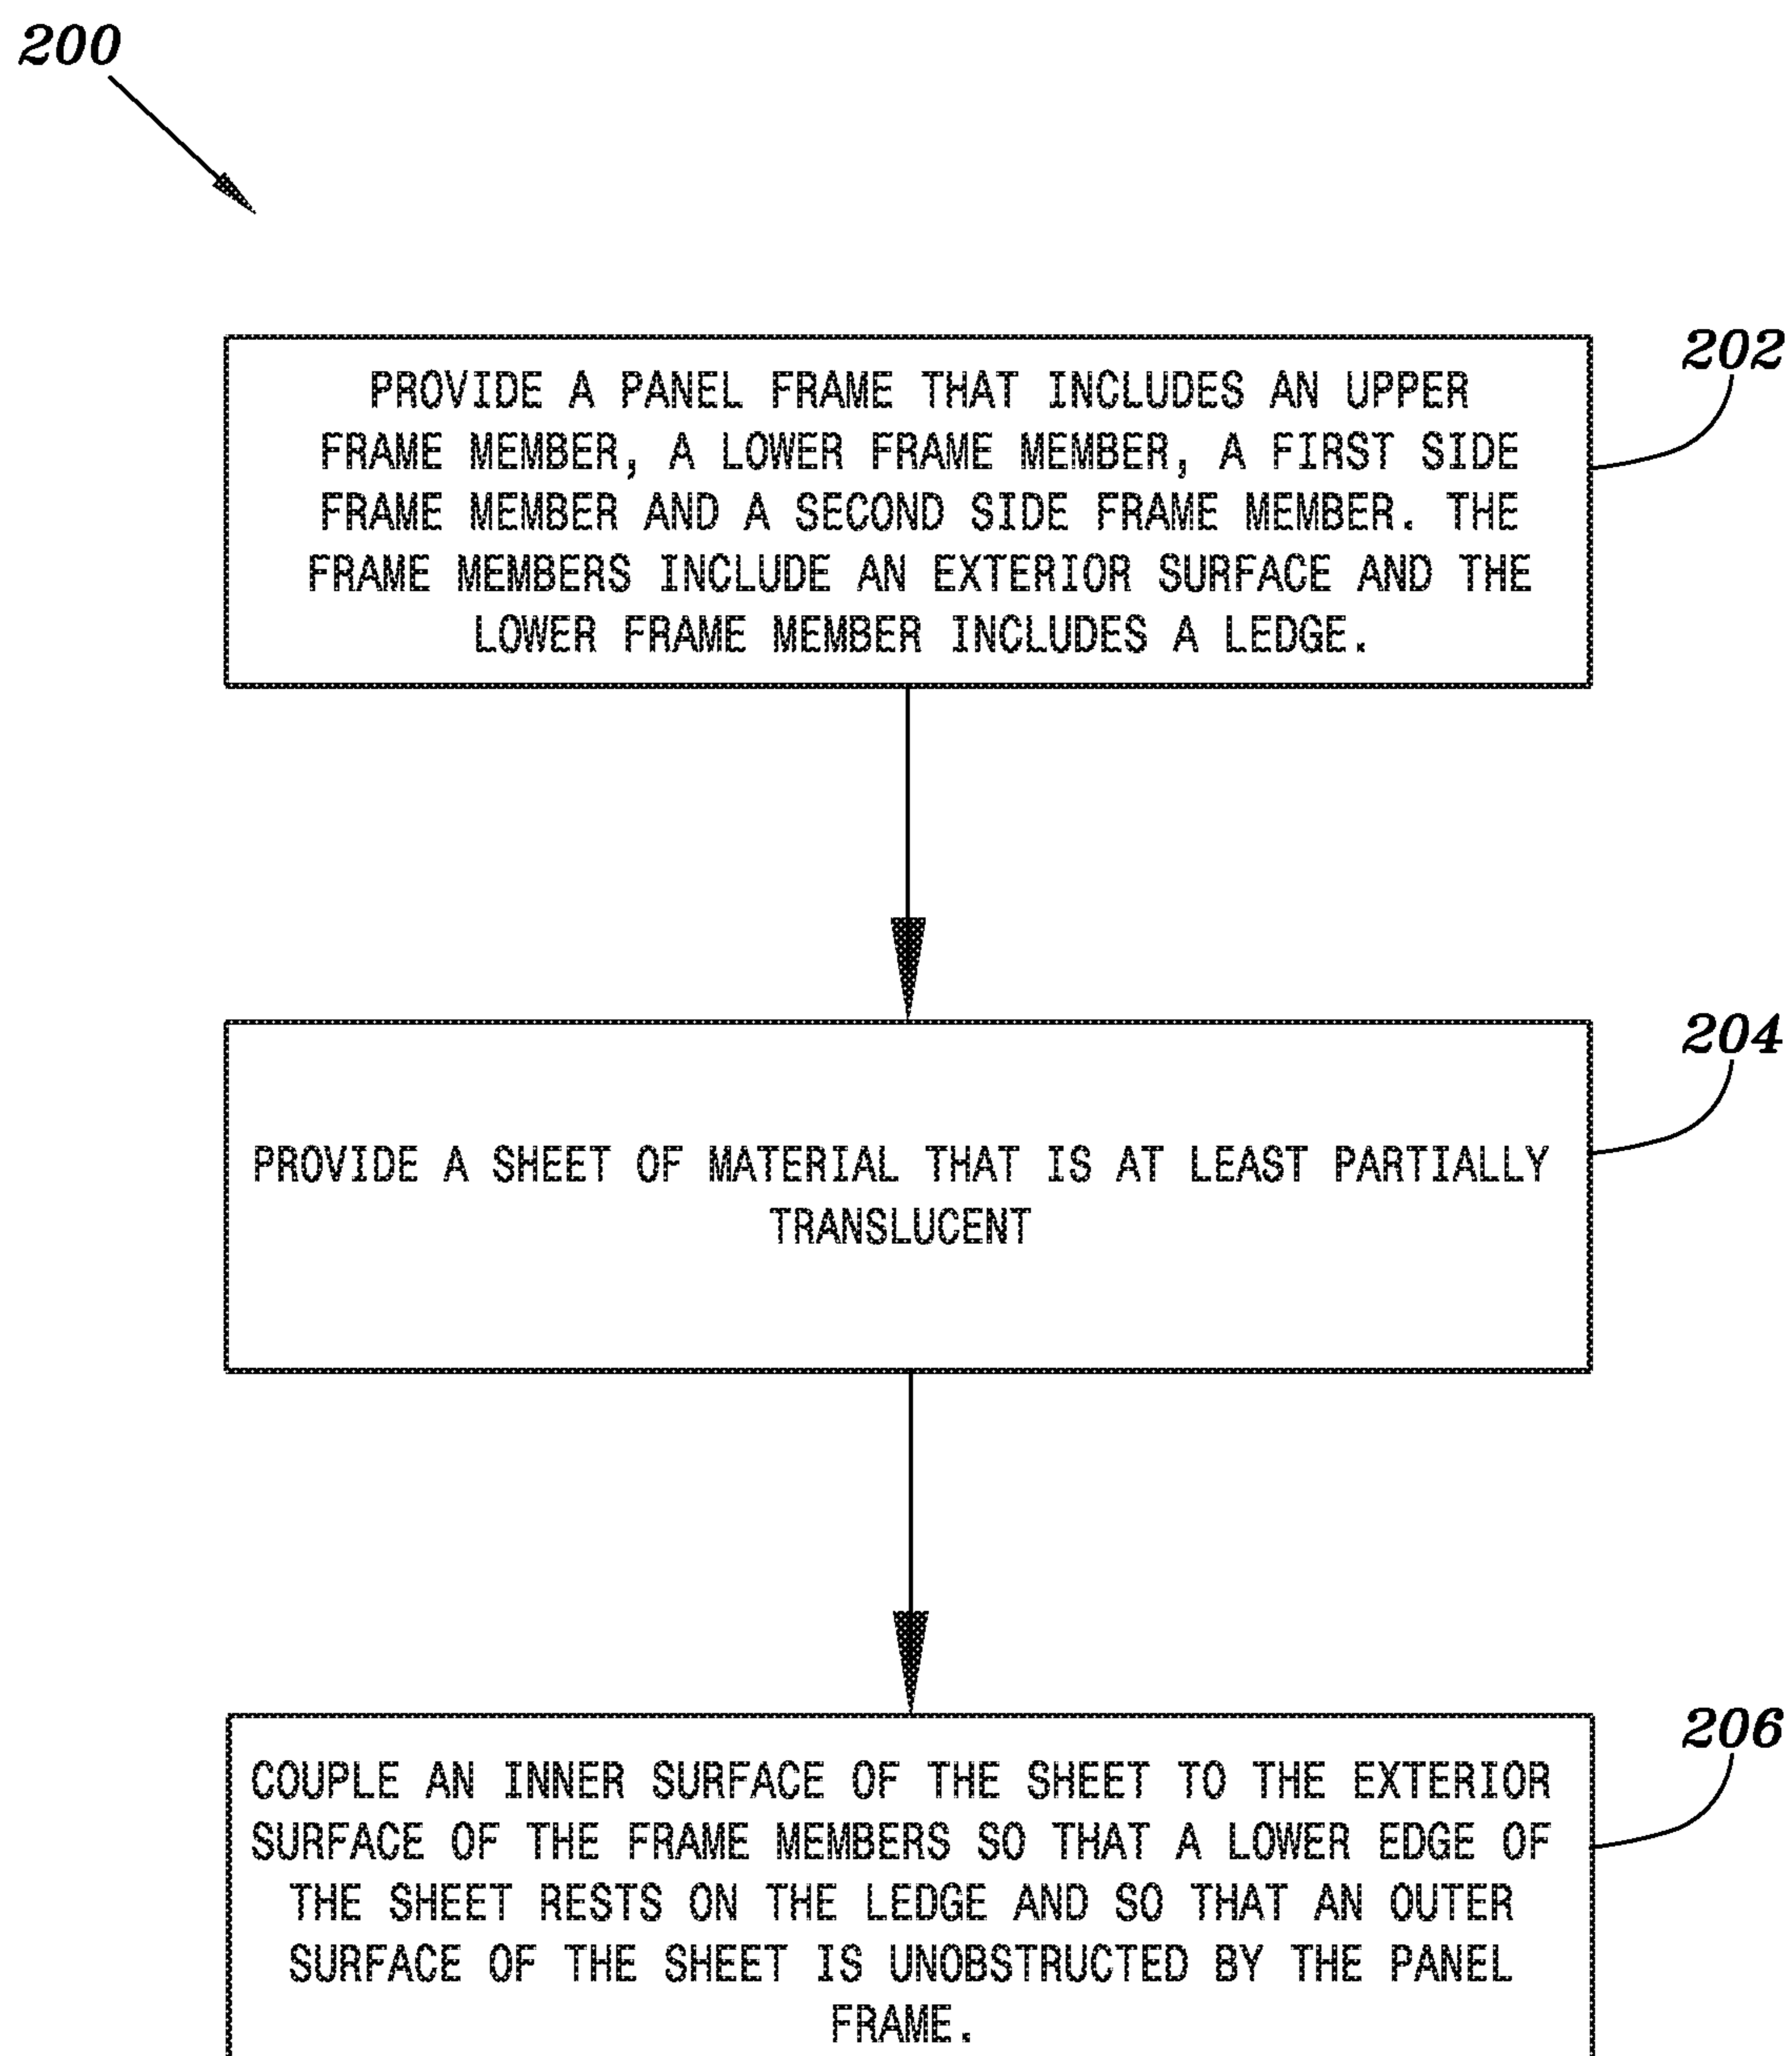 200
202
PROVIDE A PANEL FRAME THAT INCLUDES AN UPPER
FRAME MEMBER, A LOWER FRAME MEMBER, A FIRST SIDE
FRAME MEMBER AND A SECOND SIDE FRAME MEMBER. THE
FRAME MEMBERS INCLUDE AN EXTERIOR SURFACE AND THE
LOWER FRAME MEMBER INCLUDES A LEDGE.
204
PROVIDE A SHEET OF MATERIAL THAT IS AT LEAST PARTIALLY
TRANSLUCENT
206
COUPLE AN INNER SURFACE OF THE SHEET TO THE EXTERIOR
SURFACE OF THE FRAME MEMBERS SO THAT A LOWER EDGE OF
THE SHEET RESTS ON THE LEDGE AND SO THAT AN OUTER
SURFACE OF THE SHEET IS UNOBSTRUCTED BY THE PANEL
FRAME.